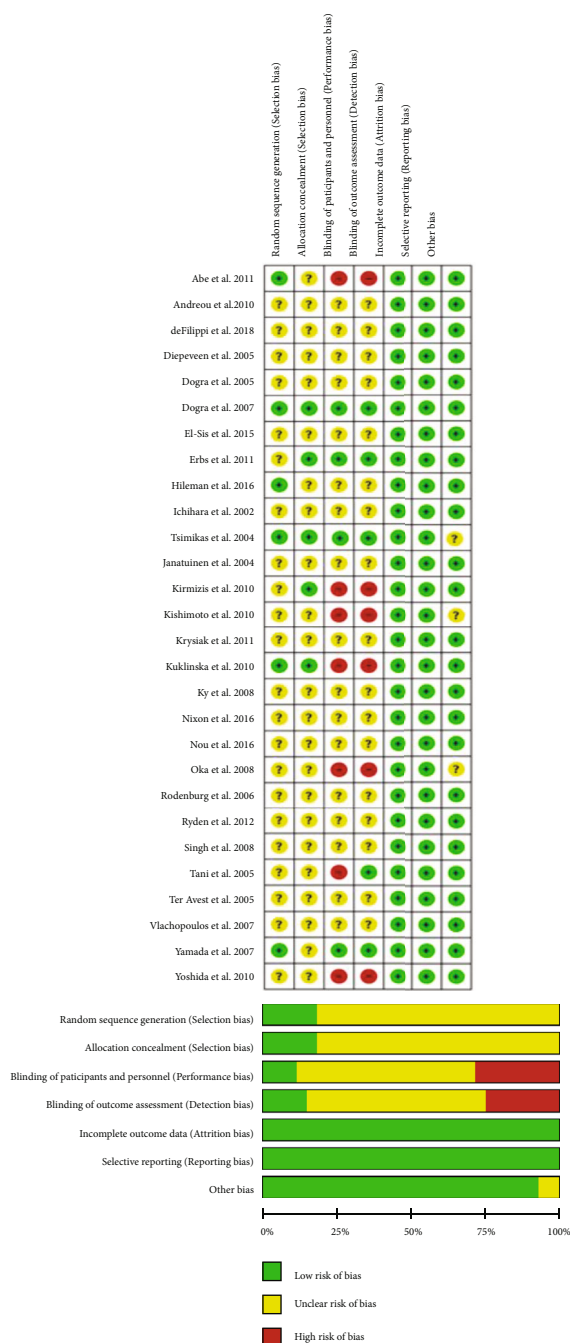 Random sequence generation (Selection bias)
Allocation concealment (Selection bias)
Blinding of paticipants and personnel (Performance bias)
Blinding of outcome assessment (Detection bias)
Incomplete outcome data (Attrition bias)
Selective reporting (Reporting bias)
Other bias
Abe et al. 2011 + ? - - + + +
Andreou et al.2010 ? ? ? ? + + +
deFilippi et al. 2018 ? ? ? ? + + +
Diepeveen et al. 2005 ? ? ? ? + + +
Dogra et al. 2005 ? ? ? ? + + +
Dogra et al. 2007 + + + + + + +
El-Sis et al. 2015 ? ? ? ? + + +
Erbs et al. 2011 ? + + + + + +
Hileman et al. 2016 + ? ? ? + + +
Ichihara et al. 2002 ? ? ? ? + + +
Tsimikas et al. 2004 + + + + + + ?
Janatuinen et al. 2004 ? ? ? ? + + +
Kirmizis et al. 2010 ? + - - + + +
Kishimoto et al. 2010 ? ? - - + + ?
Krysiak et al. 2011 ? ? ? ? + + +
Kuklinska et al. 2010 + + - - + + +
Ky et al. 2008 ? ? ? ? + + +
Nixon et al. 2016 ? ? ? ? + + +
Nou et al. 2016 ? ? ? ? + + +
Oka et al. 2008 ? ? - - + + ?
Rodenburg et al. 2006 ? ? ? ? + + +
Ryden et al. 2012 ? ? ? ? + + +
Singh et al. 2008 ? ? ? ? + + +
Tani et al. 2005 ? ? - + + + +
Ter Avest et al. 2005 ? ? ? ? + + +
Vlachopoulos et al. 2007 ? ? ? ? + + +
Yamada et al. 2007 + ? + + + + +
Yoshida et al. 2010 ? ? - - + + +
Random sequence generation (Selection bias)
Allocation concealment (Selection bias)
Blinding of paticipants and personnel (Performance bias)
Blinding of outcome assessment (Detection bias)
Incomplete outcome data (Attrition bias)
Selective reporting (Reporting bias)
Other bias
0% 25% 50% 75% 100%
Low risk of bias
Unclear risk of bias
High risk of bias